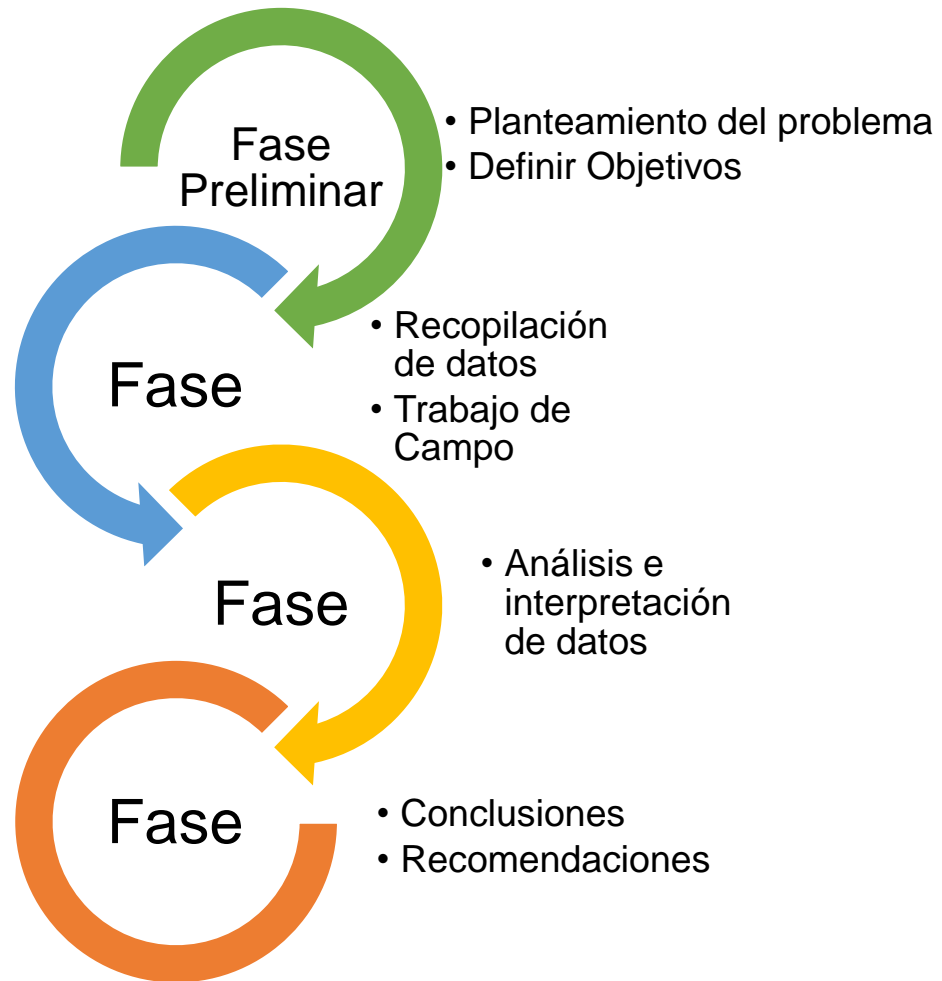 Fase
Preliminar
• Planteamiento del problema
• Definir Objetivos
Fase
• Recopilación
de datos
• Trabajo de
Campo
Fase
• Análisis e
interpretación
de datos
Fase
• Conclusiones
• Recomendaciones